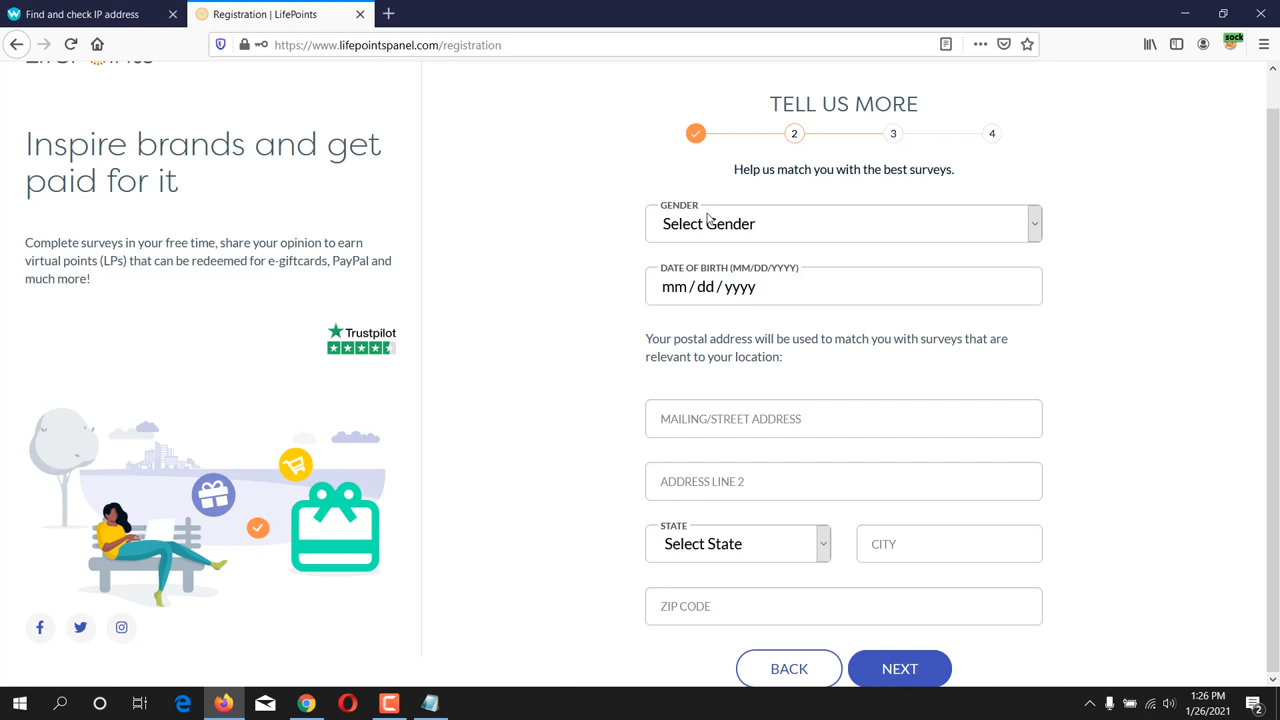 Find and check IP address
Registration | LifePoints
https://www.lifepointspanel.com/registration
sock
Inspire brands and get
paid for it
Complete surveys in your free time, share your opinion to earn
virtual points (LPs) that can be redeemed for e-giftcards, PayPal and
much more!
Trustpilot
TELL US MORE
2
3
4
Help us match you with the best surveys.
GENDER
Select Gender
DATE OF BIRTH (MM/DD/YYYY)
mm / dd / yyyy
Your postal address will be used to match you with surveys that are
relevant to your location:
MAILING/STREET ADDRESS
ADDRESS LINE 2
STATE
Select State
CITY
ZIP CODE
BACK
NEXT
1:26 PM
1/26/2021
2